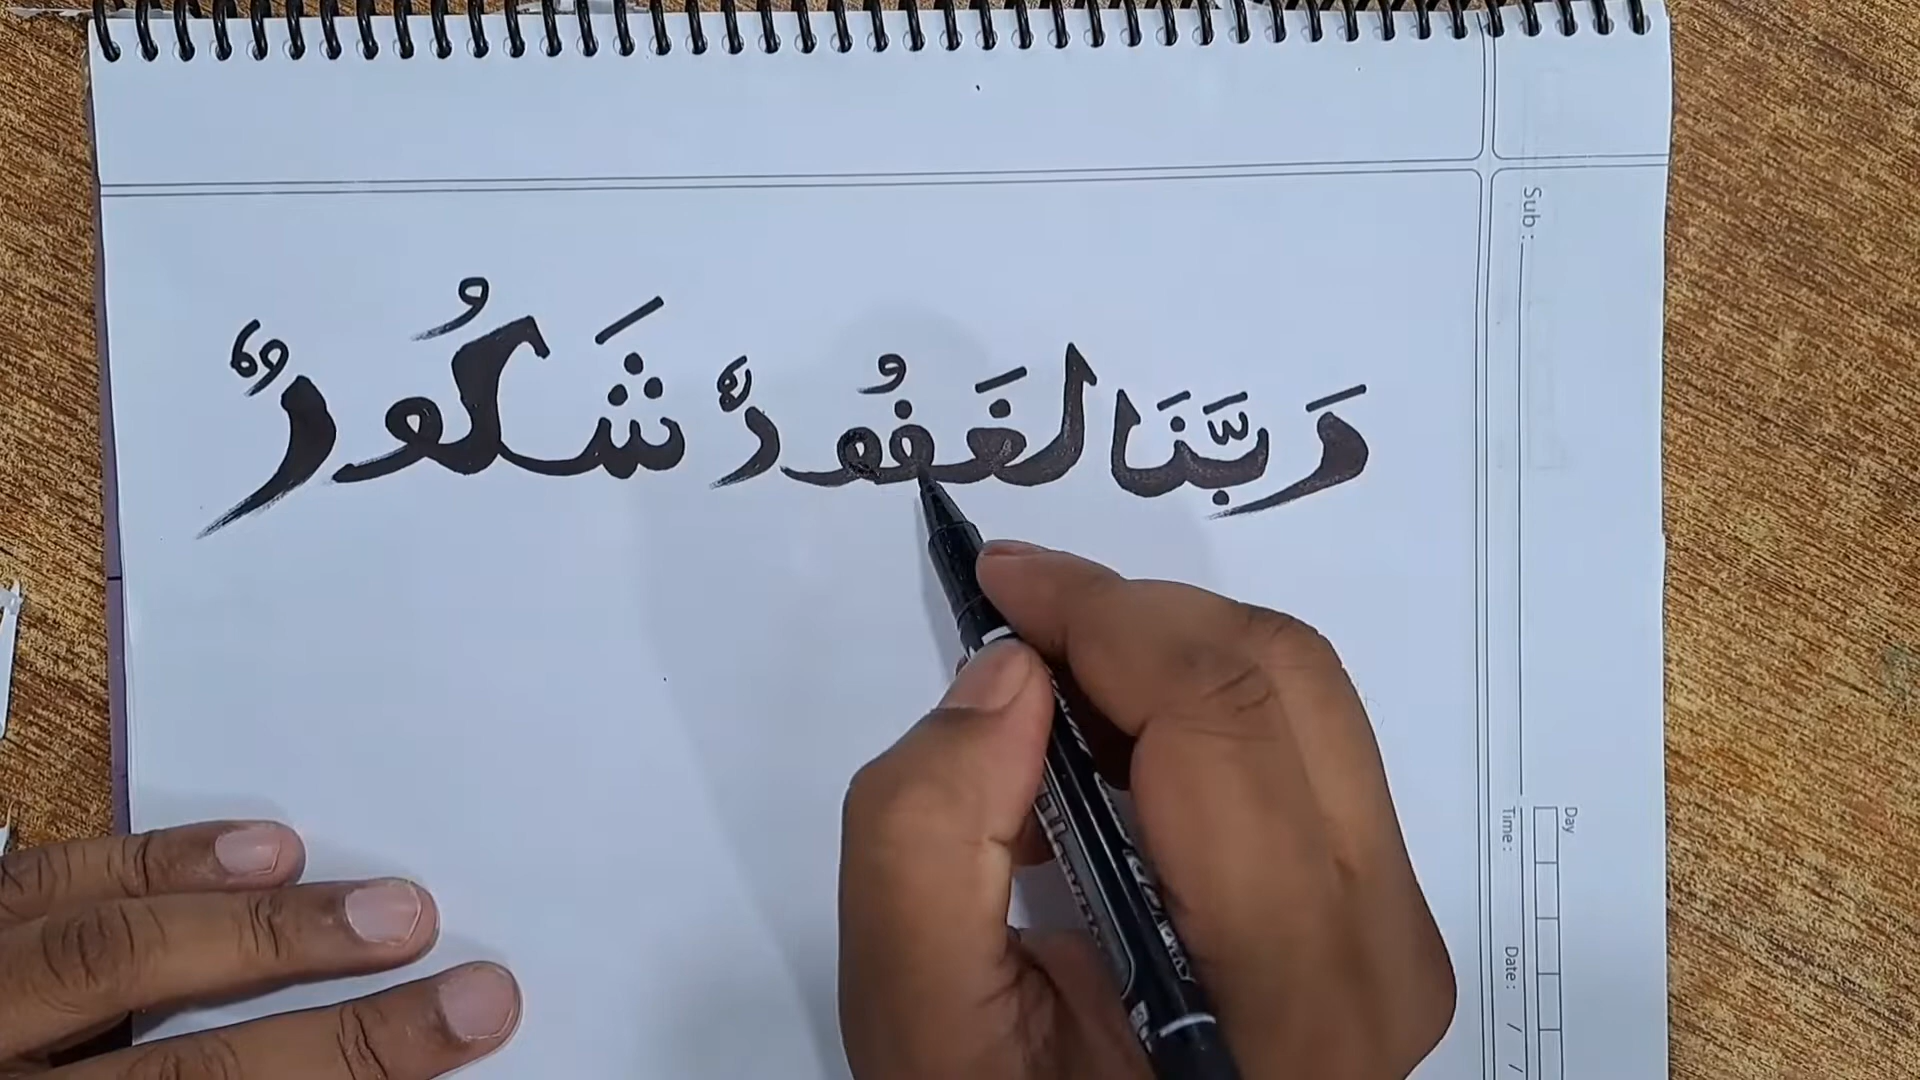 رَبَّنَا لَغَفُورٌ شَكُورٌ
Sub :
Day
Time :
Date : / /